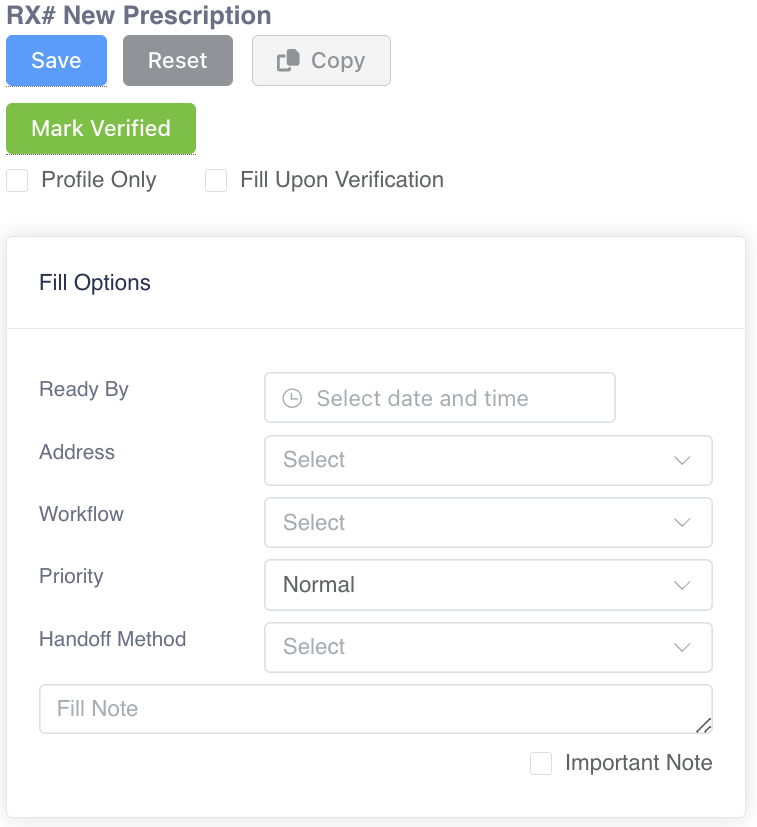 RX# New Prescription
Save Reset Copy
Mark Verified
Profile Only Fill Upon Verification
Fill Options
Ready By Select date and time
Address Select
Workflow Select
Priority Normal
Handoff Method Select
Fill Note
Important Note